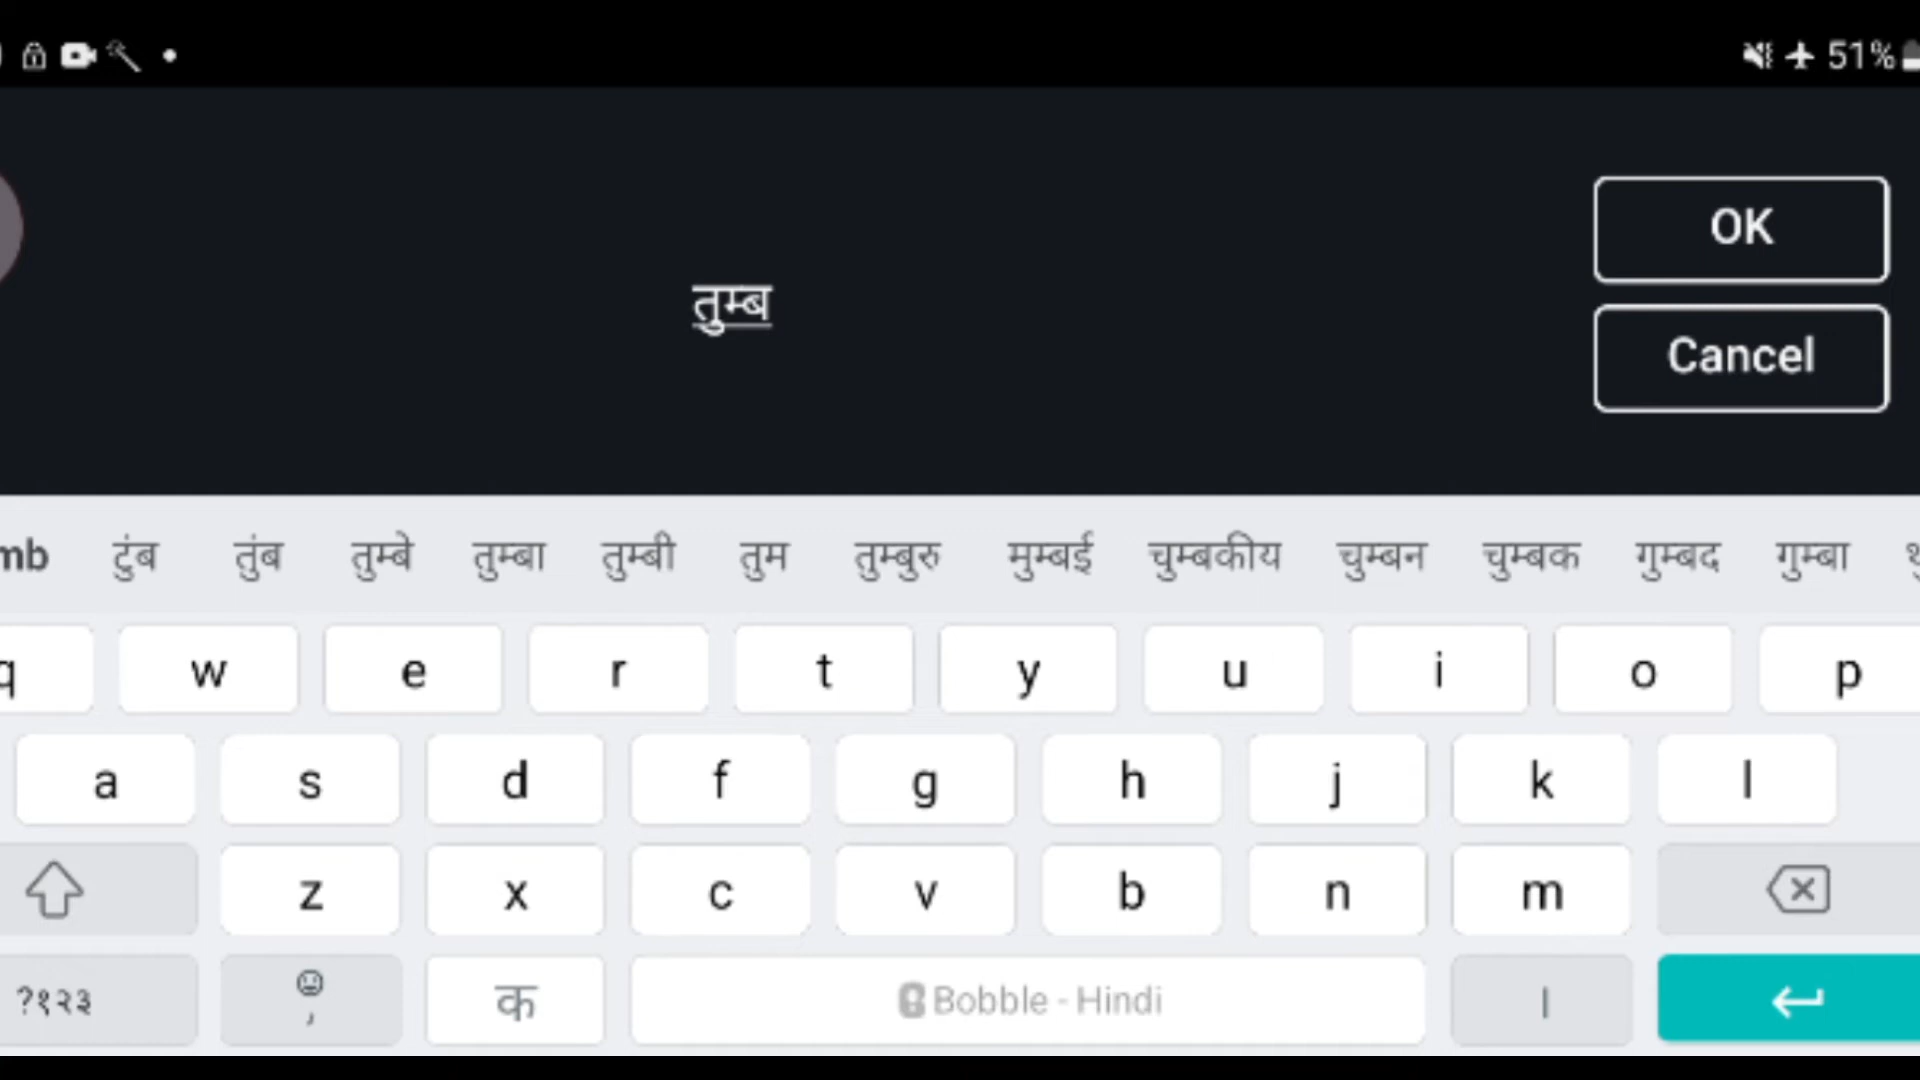 51%
OK
तुम्ब
Cancel
mb टुंब तुंब तुम्बे तुम्बा तुम्बी तुम तुम्बुरु मुम्बई चुम्बकीय चुम्बन चुम्बक गुम्बद गुम्बा
q w e r t y u i o p
a s d f g h j k l
z x c v b n m
?१२३ , क Bobble - Hindi |